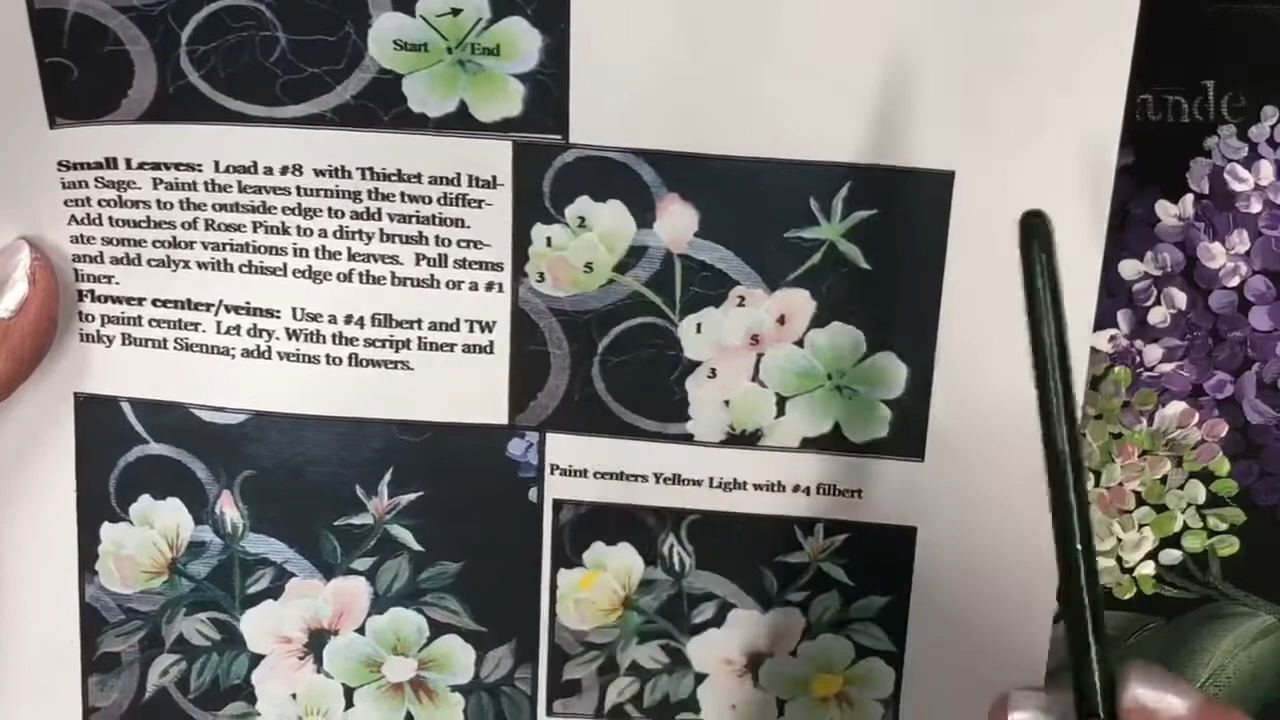 Start End
Small Leaves: Load a #8 with Thicket and Ital-
ian Sage. Paint the leaves turning the two differ-
ent colors to the outside edge to add variation.
Add touches of Rose Pink to a dirty brush to cre-
ate some color variations in the leaves. Pull stems
and add calyx with chisel edge of the brush or a #1
liner.
Flower center/veins: Use a #4 filbert and TW
to paint center. Let dry. With the script liner and
inky Burnt Sienna; add veins to flowers.
2
1
5
3
2
1
4
5
3
Paint centers Yellow Light with #4 filbert
ande